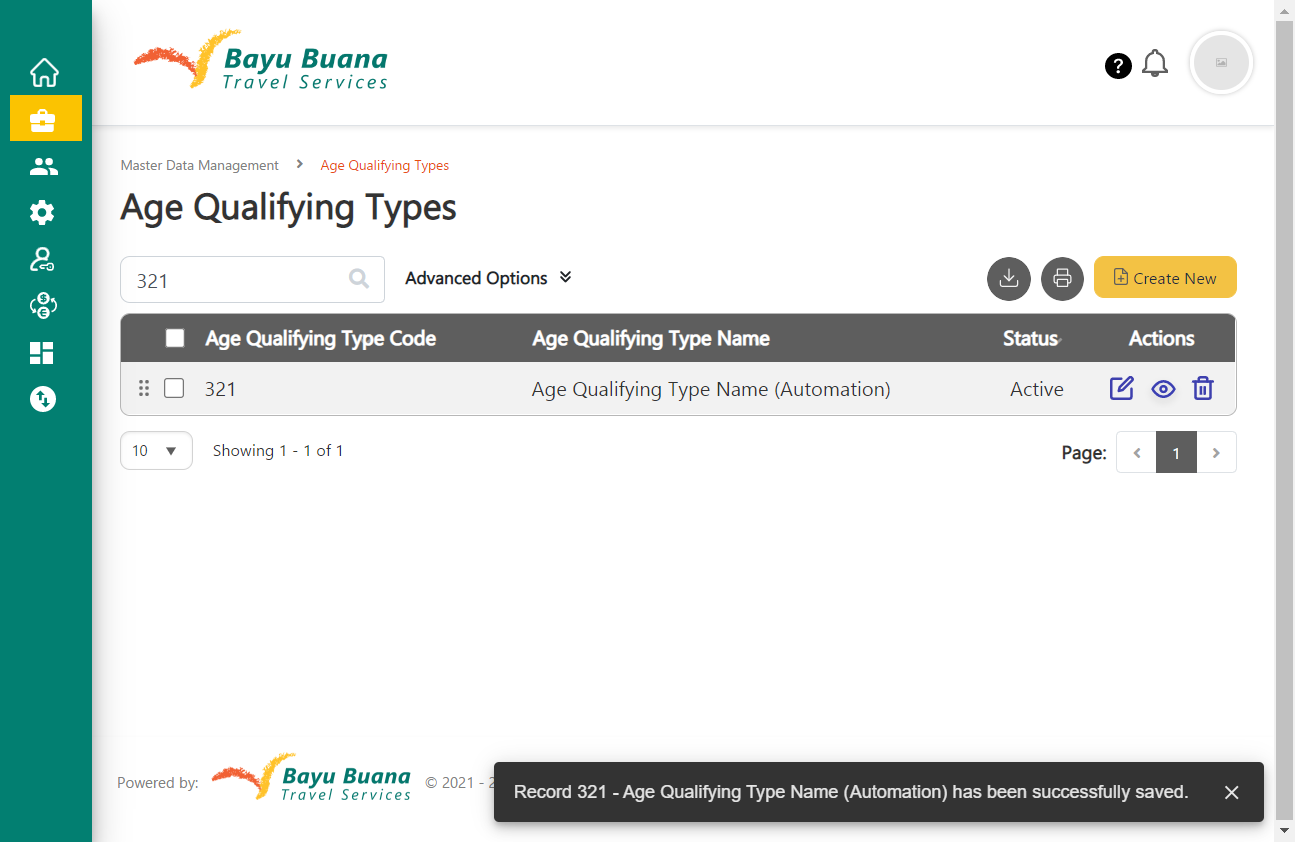 Bayu Buana
Travel Services
?
Master Data Management > Age Qualifying Types
Age Qualifying Types
321
Advanced Options
Create New
Age Qualifying Type Code Age Qualifying Type Name Status Actions
321 Age Qualifying Type Name (Automation) Active
10 Showing 1 - 1 of 1
Page: 1
Powered by: Bayu Buana
Travel Services
© 2021 -
Record 321 - Age Qualifying Type Name (Automation) has been successfully saved.